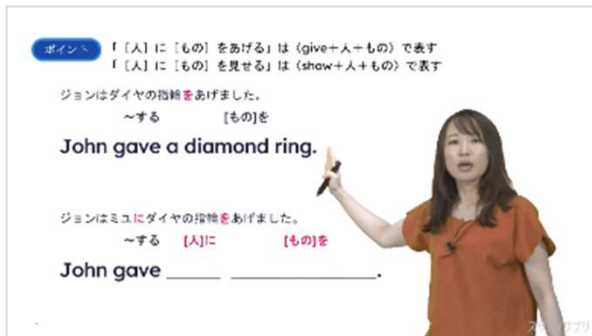 ポイント
「［人］に［もの］をあげる」は〈give＋人＋もの〉で表す
「［人］に［もの］を見せる」は〈show＋人＋もの〉で表す
ジョンはダイヤの指輪をあげました。
～する [もの]を
John gave a diamond ring.
ジョンはミユにダイヤの指輪をあげました。
～する [人]に [もの]を
John gave _____ _____________.